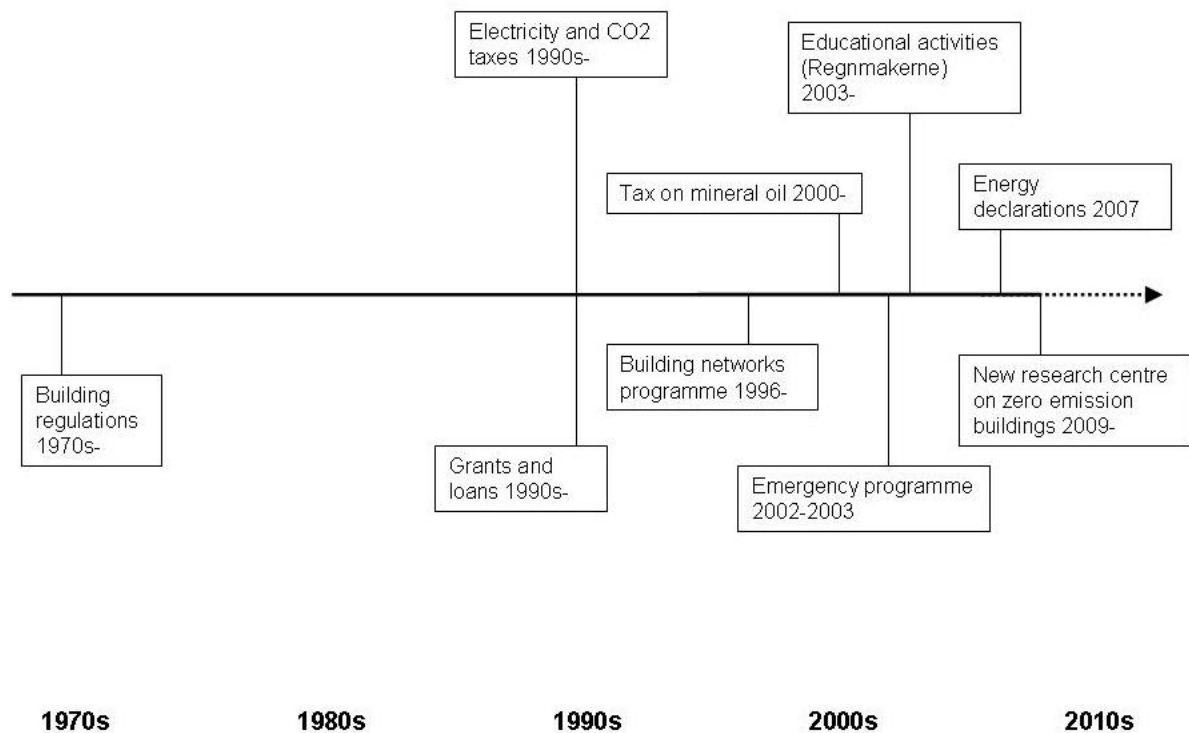 Electricity and CO2
taxes 1990s-
Educational activities
(Regnmakerne)
2003-
Tax on mineral oil 2000-
Energy
declarations 2007
Building
regulations
1970s-
Building networks
programme 1996-
New research centre
on zero emission
buildings 2009-
Grants and
loans 1990s-
Emergency programme
2002-2003
1970s
1980s
1990s
2000s
2010s